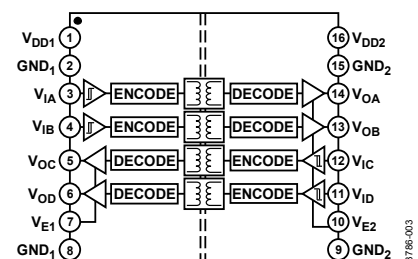 VDD1 1 16 VDD2
GND1 2 15 GND2
VIA 3 ENCODE DECODE 14 VOA
VIB 4 ENCODE DECODE 13 VOB
VOC 5 DECODE ENCODE 12 VIC
VOD 6 DECODE ENCODE 11 VID
VE1 7 10 VE2
GND1 8 9 GND2